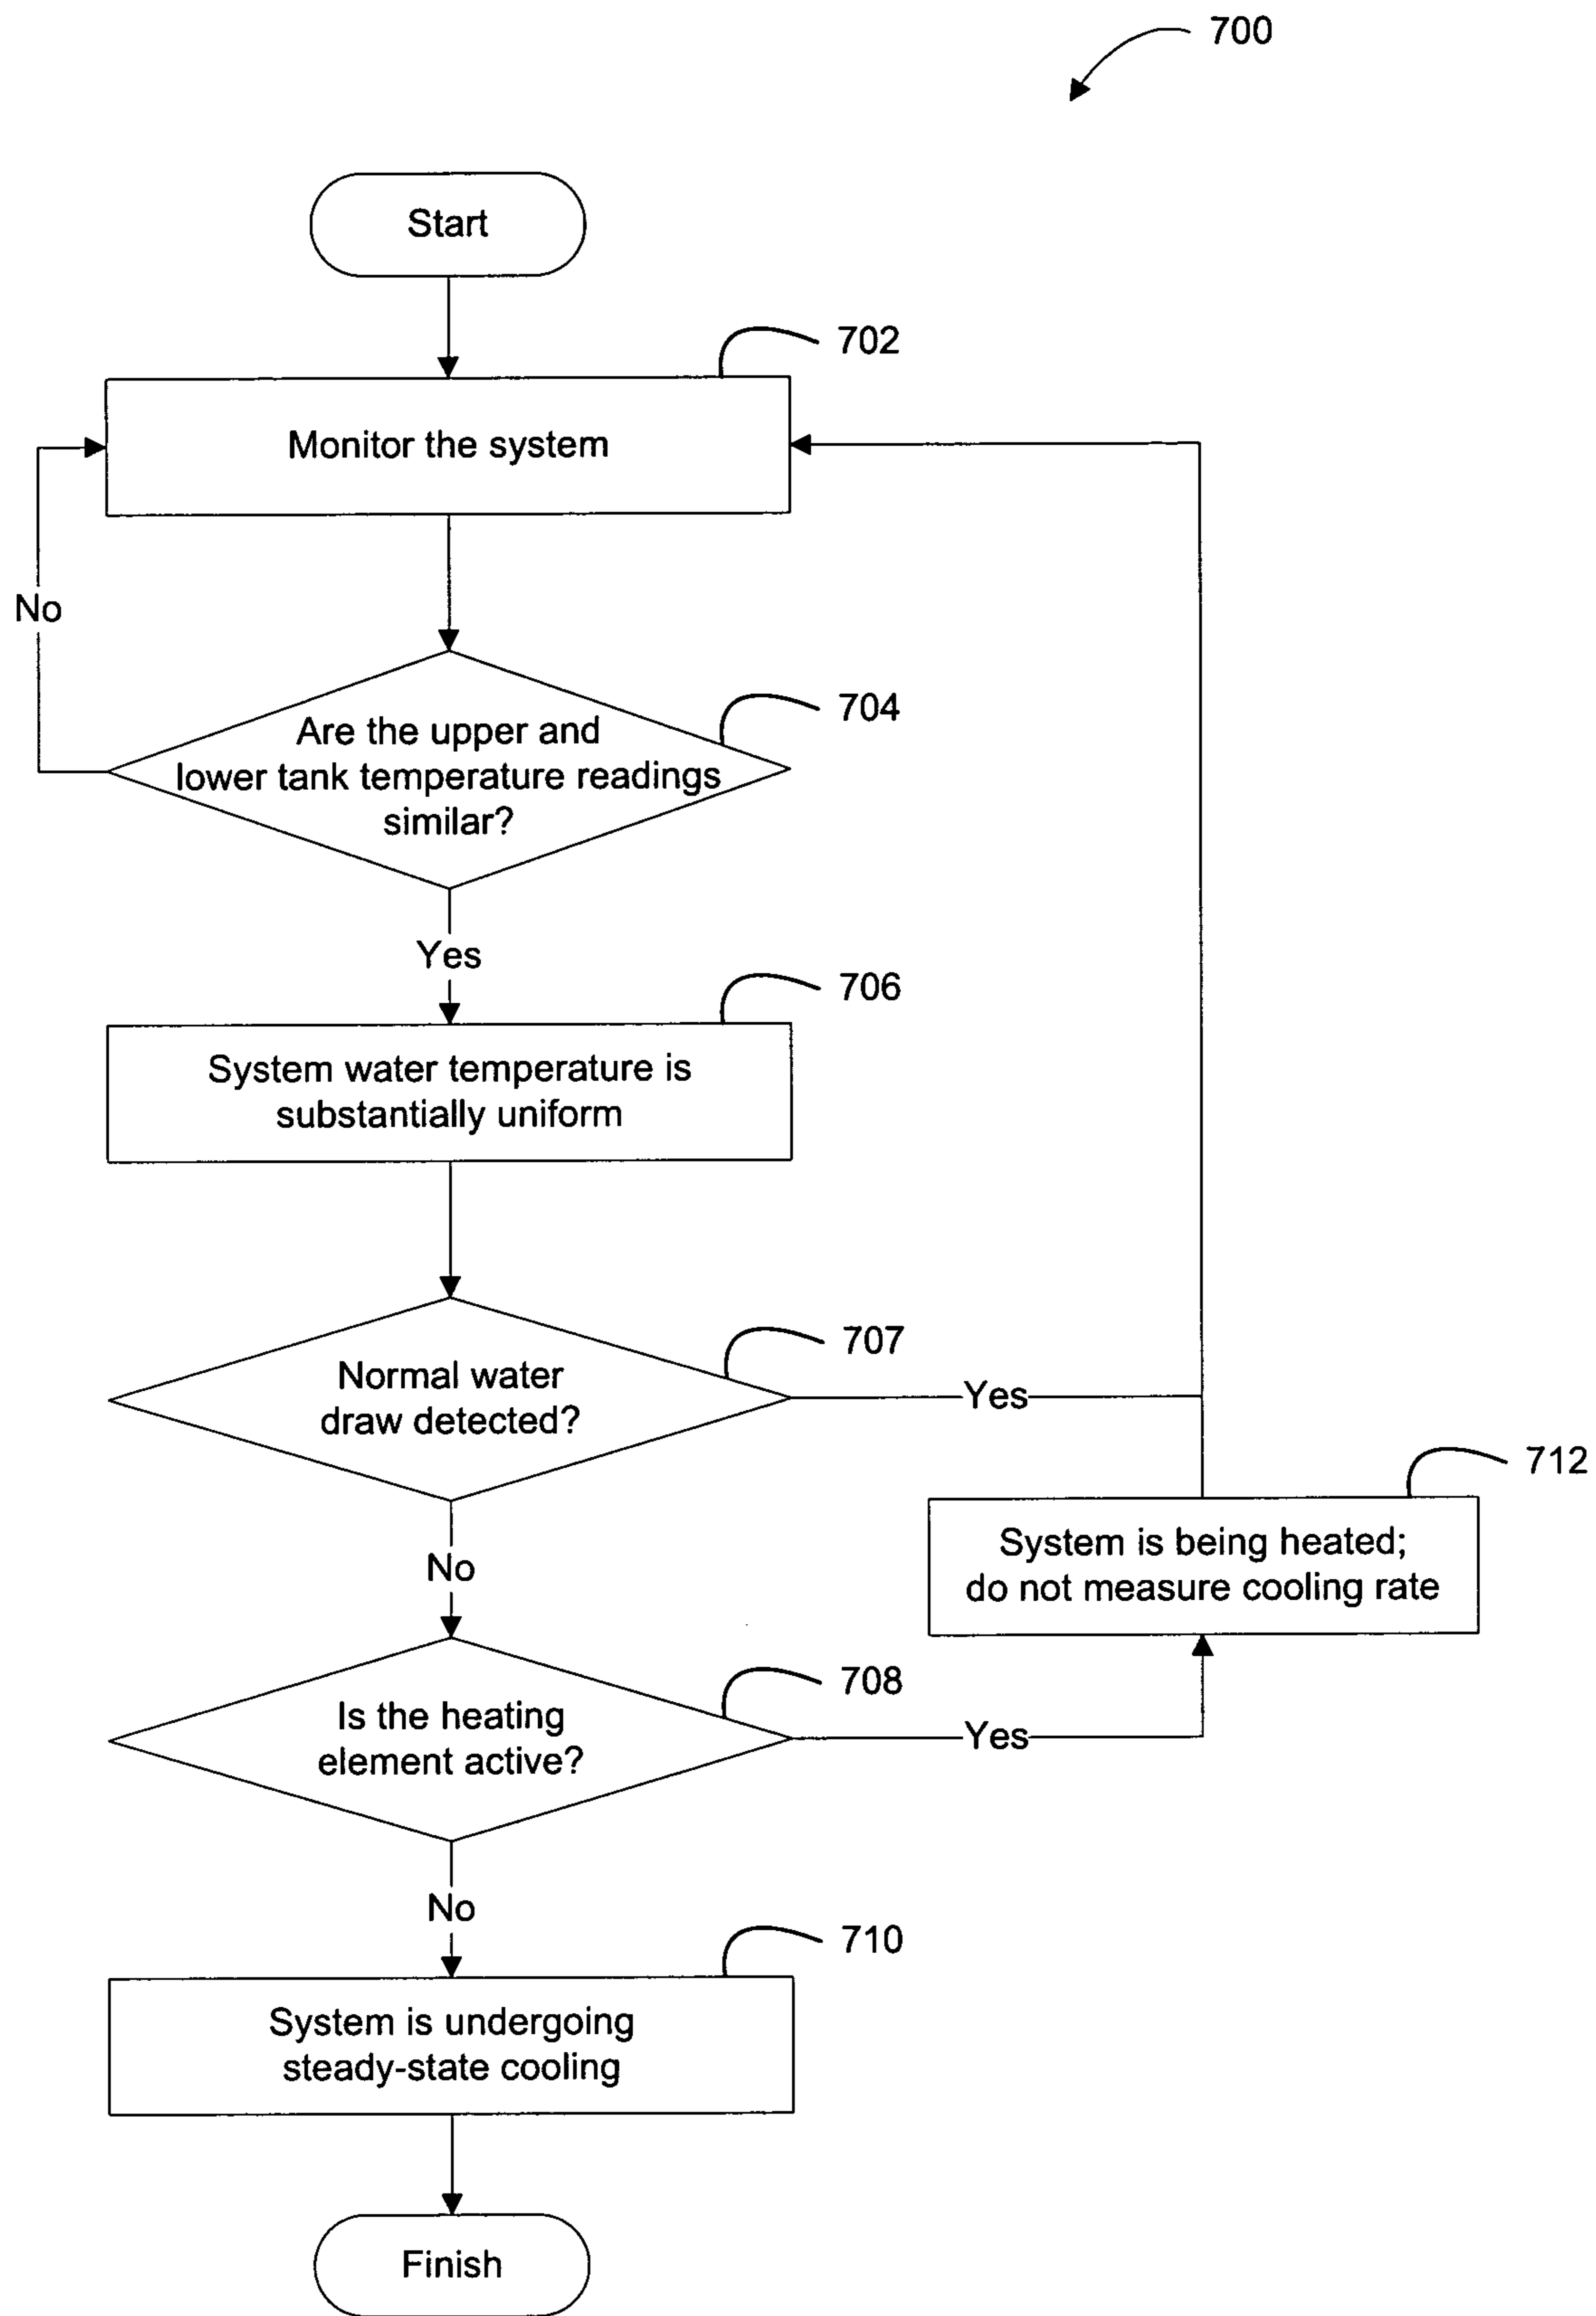 700
Start
702
Monitor the system
No
704
Are the upper and
lower tank temperature readings
similar?
Yes
706
System water temperature is
substantially uniform
707
Normal water
draw detected?
Yes
712
System is being heated;
do not measure cooling rate
No
708
Is the heating
element active?
Yes
No
710
System is undergoing
steady-state cooling
Finish